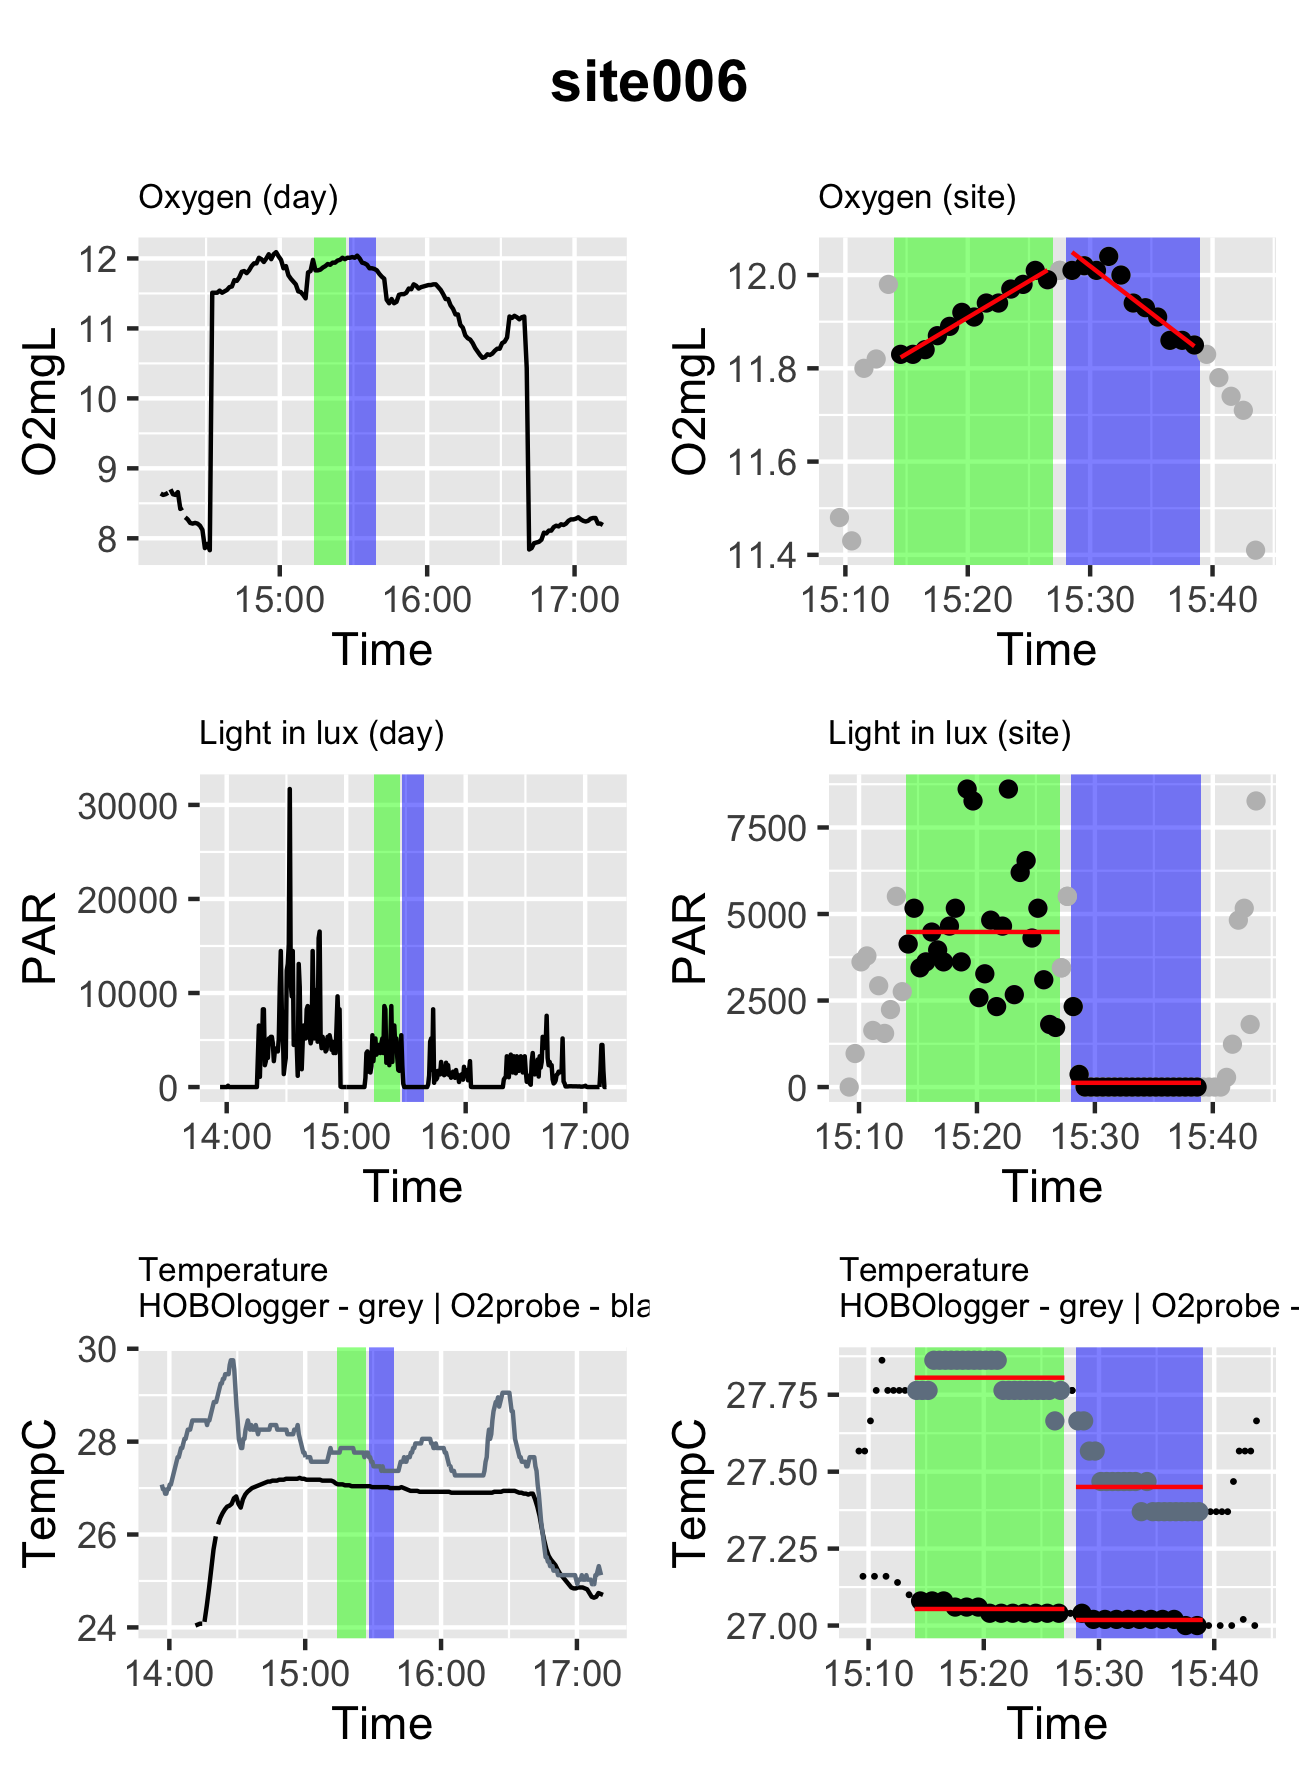 site006
Oxygen (day)
O2mgL
12
11
10
9
8
15:00 16:00 17:00
Time
Oxygen (site)
O2mgL
12.0
11.8
11.6
11.4
15:10 15:20 15:30 15:40
Time
Light in lux (day)
PAR
30000
20000
10000
0
14:00 15:00 16:00 17:00
Time
Light in lux (site)
PAR
7500
5000
2500
0
15:10 15:20 15:30 15:40
Time
Temperature
HOBOlogger - grey | O2probe - bla
TempC
30
28
26
24
14:00 15:00 16:00 17:00
Time
Temperature
HOBOlogger - grey | O2probe -
TempC
27.75
27.50
27.25
27.00
15:10 15:20 15:30 15:40
Time